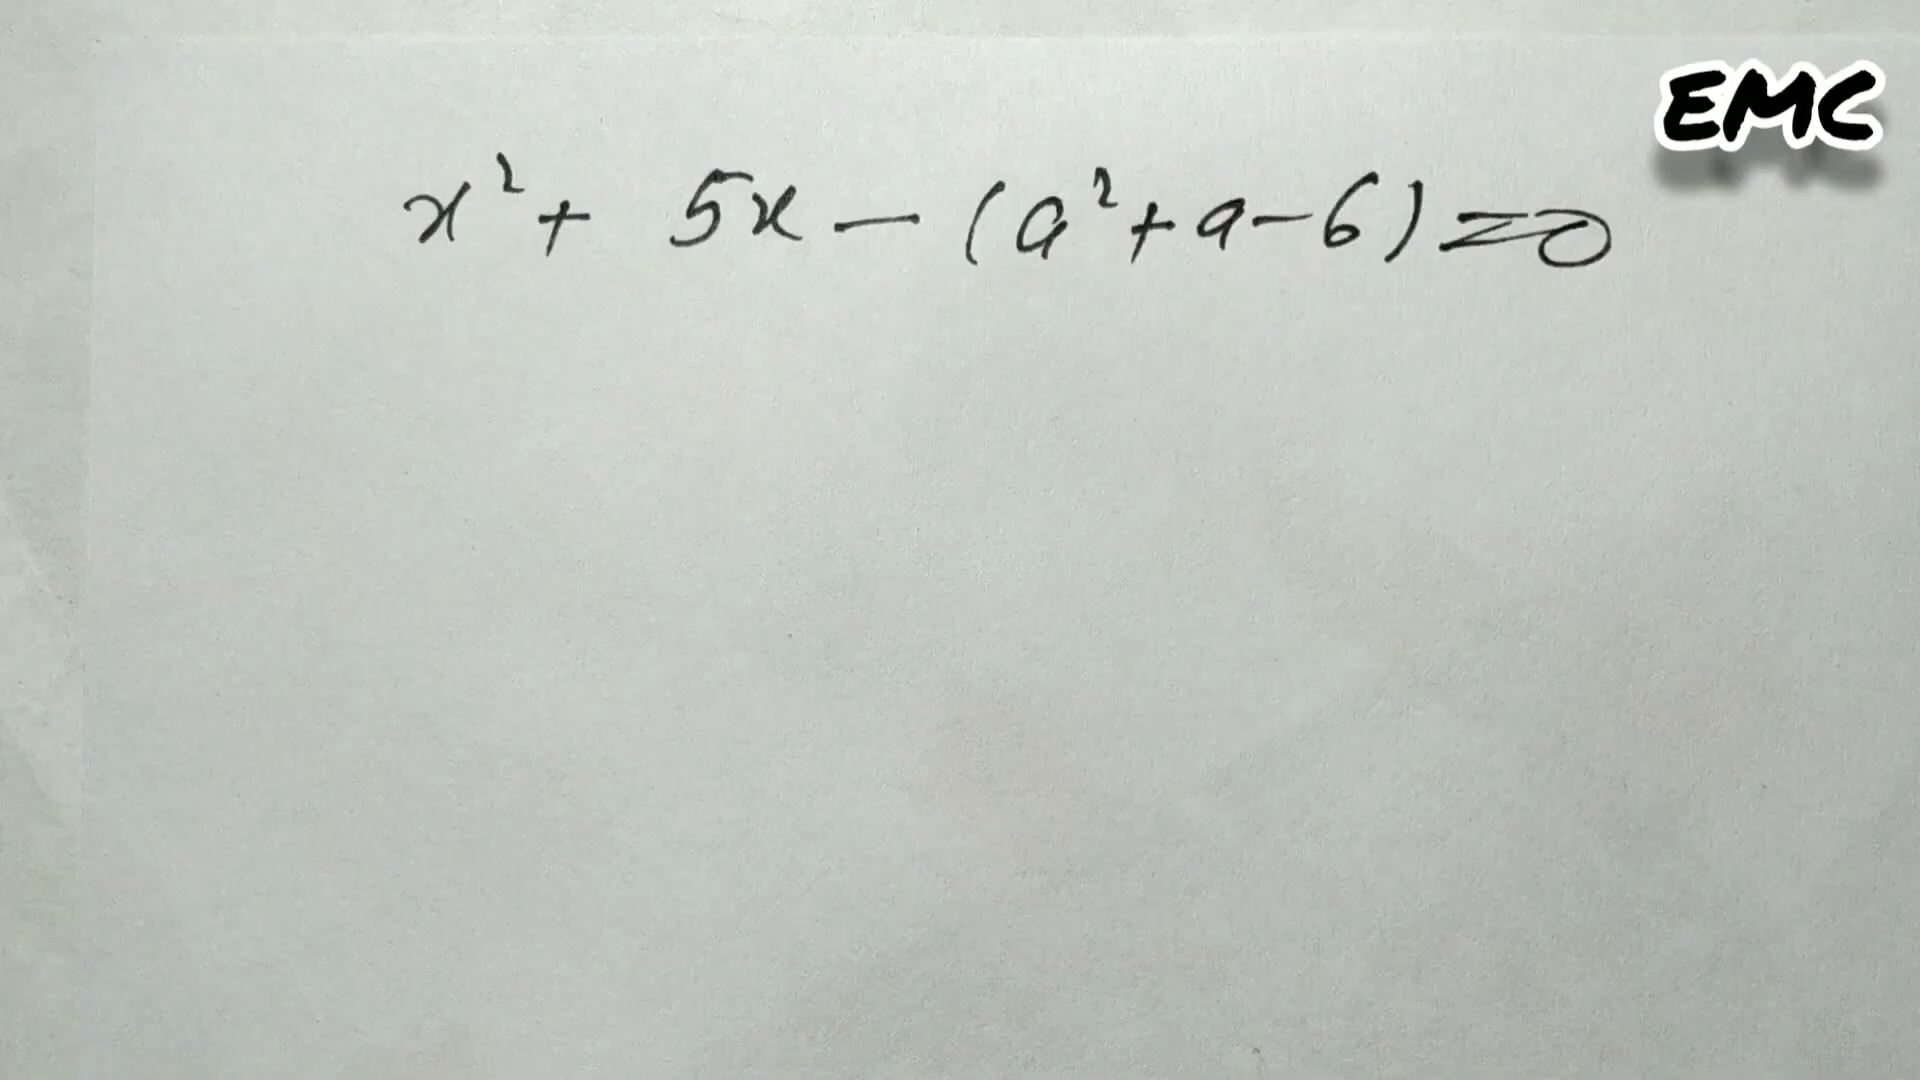 EMC
x² + 5x - (a² + a - 6) = 0